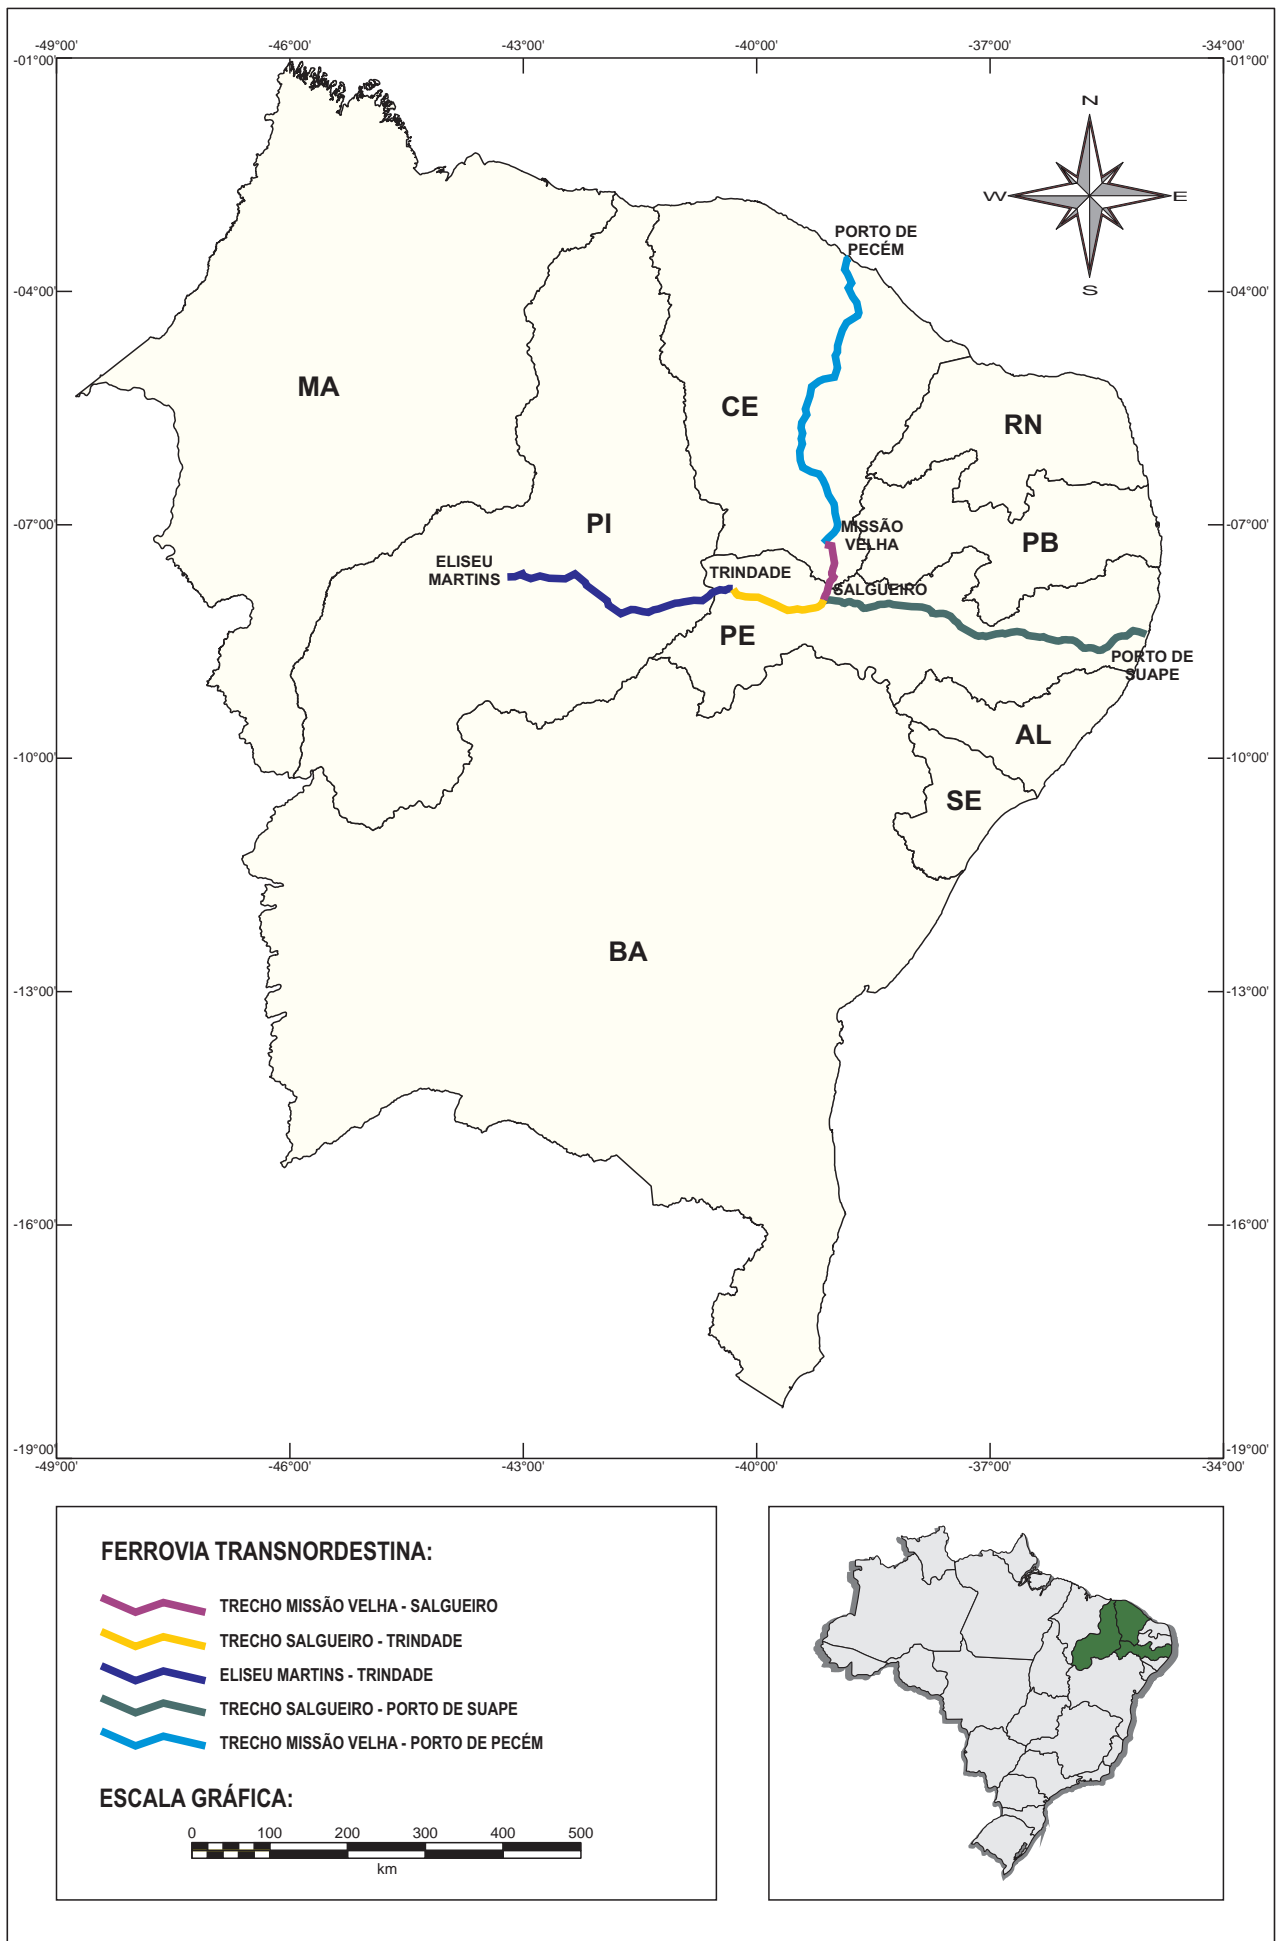 -49°00' -46°00' -43°00' -40°00' -37°00' -34°00'
-01°00' -01°00'
N
W E
S
PORTO DE
PECÉM
-04°00' -04°00'
MA
CE
RN
-07°00' -07°00'
PI
MISSÃO
VELHA
PB
ELISEU
MARTINS
TRINDADE
SALGUEIRO
PE
PORTO DE
SUAPE
AL
-10°00' -10°00'
SE
BA
-13°00' -13°00'
-16°00' -16°00'
-19°00' -19°00'
-49°00' -46°00' -43°00' -40°00' -37°00' -34°00'
FERROVIA TRANSNORDESTINA:
TRECHO MISSÃO VELHA - SALGUEIRO
TRECHO SALGUEIRO - TRINDADE
ELISEU MARTINS - TRINDADE
TRECHO SALGUEIRO - PORTO DE SUAPE
TRECHO MISSÃO VELHA - PORTO DE PECÉM
ESCALA GRÁFICA:
0 100 200 300 400 500
km